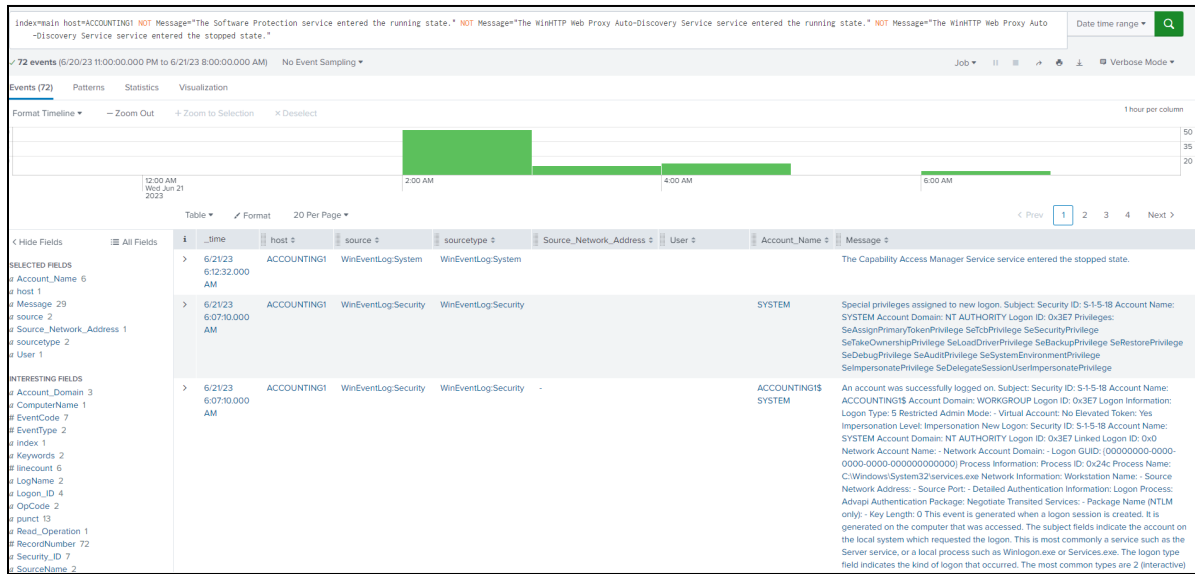 index=main host=ACCOUNTING1 NOT Message="The Software Protection service entered the running state." NOT Message="The WinHTTP Web Proxy Auto-Discovery Service service entered the running state." NOT Message="The WinHTTP Web Proxy Auto
-Discovery Service service entered the stopped state."
Date time range
✓ 72 events (6/20/23 11:00:00.000 PM to 6/21/23 8:00:00.000 AM) No Event Sampling
Job
Verbose Mode
Events (72) Patterns Statistics Visualization
Format Timeline – Zoom Out + Zoom to Selection × Deselect
1 hour per column
50
35
20
12:00 AM
Wed Jun 21
2023
2:00 AM
4:00 AM
6:00 AM
Table Format 20 Per Page
< Prev 1 2 3 4 Next >
< Hide Fields All Fields
SELECTED FIELDS
a Account_Name 6
a host 1
a Message 29
a source 2
a Source_Network_Address 1
a sourcetype 2
a User 1
INTERESTING FIELDS
a Account_Domain 3
a ComputerName 1
# EventCode 7
# EventType 2
a index 1
a Keywords 2
# linecount 6
a LogName 2
a Logon_ID 4
a OpCode 2
a punct 13
a Read_Operation 1
# RecordNumber 72
a Security_ID 7
a SourceName 2
i _time host source sourcetype Source_Network_Address User Account_Name Message
> 6/21/23 ACCOUNTING1 WinEventLog:System WinEventLog:System The Capability Access Manager Service service entered the stopped state.
6:12:32.000
AM
> 6/21/23 ACCOUNTING1 WinEventLog:Security WinEventLog:Security SYSTEM Special privileges assigned to new logon. Subject: Security ID: S-1-5-18 Account Name:
6:07:10.000 SYSTEM Account Domain: NT AUTHORITY Logon ID: 0x3E7 Privileges:
AM SeAssignPrimaryTokenPrivilege SeTcbPrivilege SeSecurityPrivilege
SeTakeOwnershipPrivilege SeLoadDriverPrivilege SeBackupPrivilege SeRestorePrivilege
SeDebugPrivilege SeAuditPrivilege SeSystemEnvironmentPrivilege
SeImpersonatePrivilege SeDelegateSessionUserImpersonatePrivilege
> 6/21/23 ACCOUNTING1 WinEventLog:Security WinEventLog:Security - ACCOUNTING1$ An account was successfully logged on. Subject: Security ID: S-1-5-18 Account Name:
6:07:10.000 SYSTEM ACCOUNTING1$ Account Domain: WORKGROUP Logon ID: 0x3E7 Logon Information:
AM Logon Type: 5 Restricted Admin Mode: - Virtual Account: No Elevated Token: Yes
Impersonation Level: Impersonation New Logon: Security ID: S-1-5-18 Account Name:
SYSTEM Account Domain: NT AUTHORITY Logon ID: 0x3E7 Linked Logon ID: 0x0
Network Account Name: - Network Account Domain: - Logon GUID: {00000000-0000-
0000-0000-000000000000} Process Information: Process ID: 0x24c Process Name:
C:\Windows\System32\services.exe Network Information: Workstation Name: - Source
Network Address: - Source Port: - Detailed Authentication Information: Logon Process:
Advapi Authentication Package: Negotiate Transited Services: - Package Name (NTLM
only): - Key Length: 0 This event is generated when a logon session is created. It is
generated on the computer that was accessed. The subject fields indicate the account on
the local system which requested the logon. This is most commonly a service such as the
Server service, or a local process such as Winlogon.exe or Services.exe. The logon type
field indicates the kind of logon that occurred. The most common types are 2 (interactive)